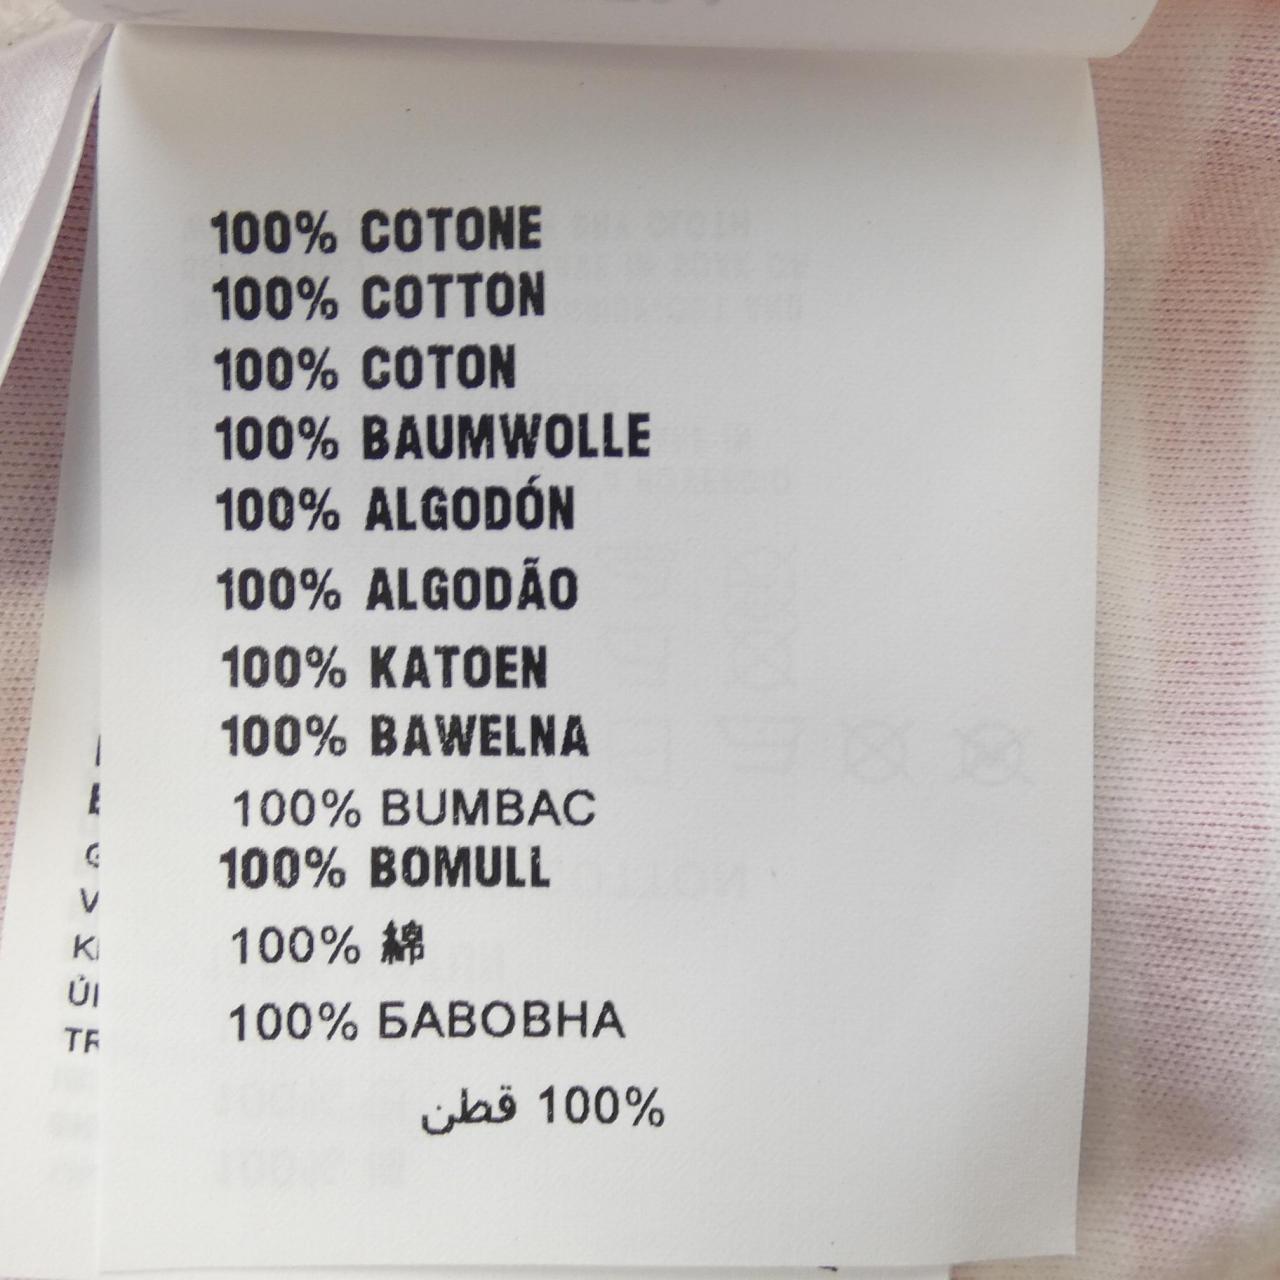 100% COTONE
100% COTTON
100% COTON
100% BAUMWOLLE
100% ALGODÓN
100% ALGODÃO
100% KATOEN
100% BAWELNA
100% BUMBAC
100% BOMULL
100% 綿
100% БАВОВНА
100% قطن